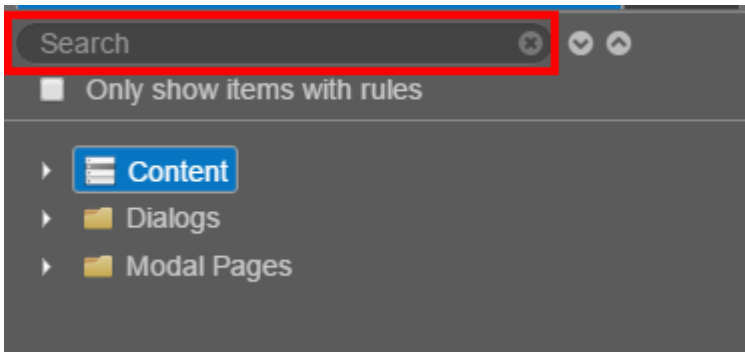 Search
Only show items with rules
Content
Dialogs
Modal Pages